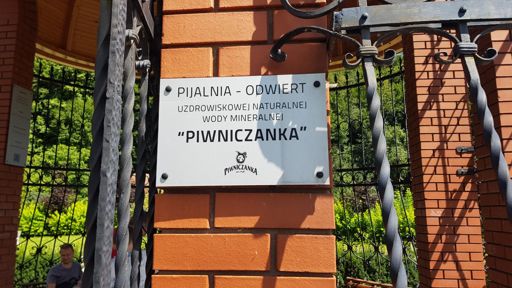 PIJALNIA - ODWIERT
UZDROWISKOWEJ NATURALNEJ
WODY MINERALNEJ
“PIWNICZANKA”
PIWNICZANKA